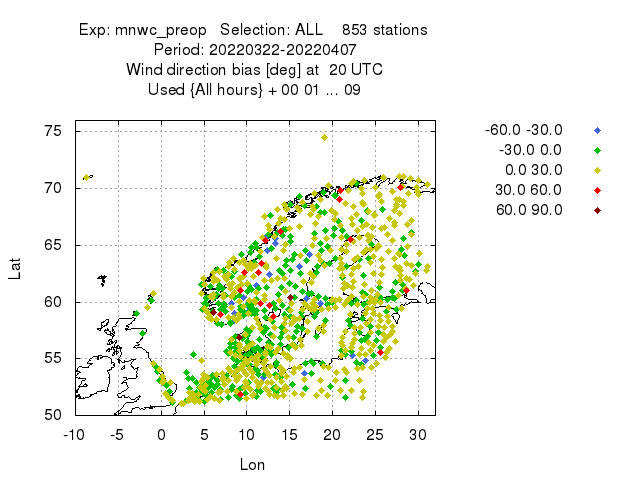 Exp: mnwc_preop   Selection: ALL    853 stations
Period: 20220322-20220407
Wind direction bias [deg] at  20 UTC
Used {All hours} + 00 01 ... 09
-60.0 -30.0
-30.0 0.0
0.0 30.0
30.0 60.0
60.0 90.0
75
70
65
60
55
50
Lat
-10 -5 0 5 10 15 20 25 30
Lon